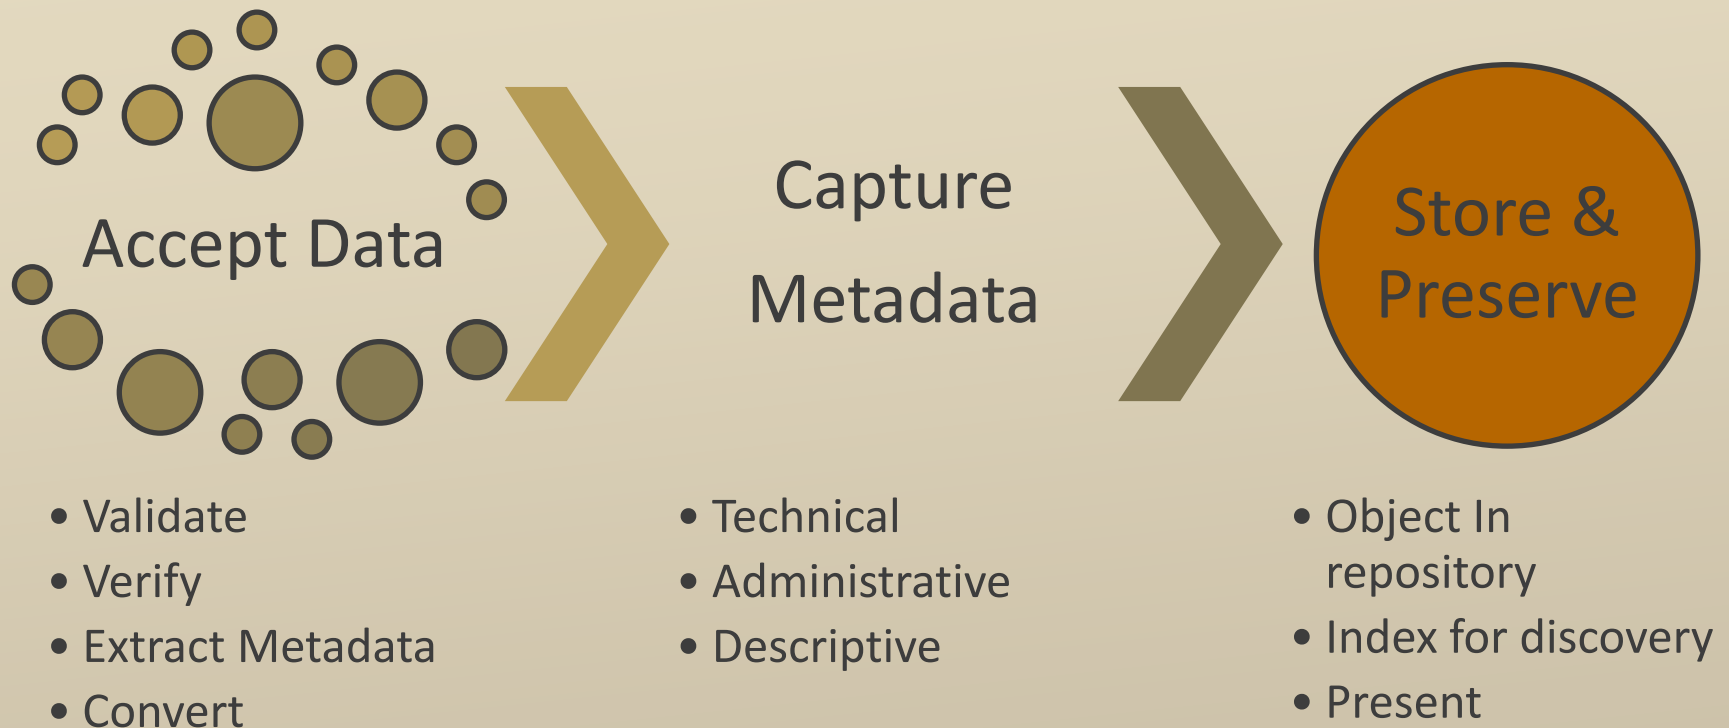 Accept Data
Capture
Metadata
Store &
Preserve
• Validate
• Verify
• Extract Metadata
• Convert
• Technical
• Administrative
• Descriptive
• Object In
repository
• Index for discovery
• Present